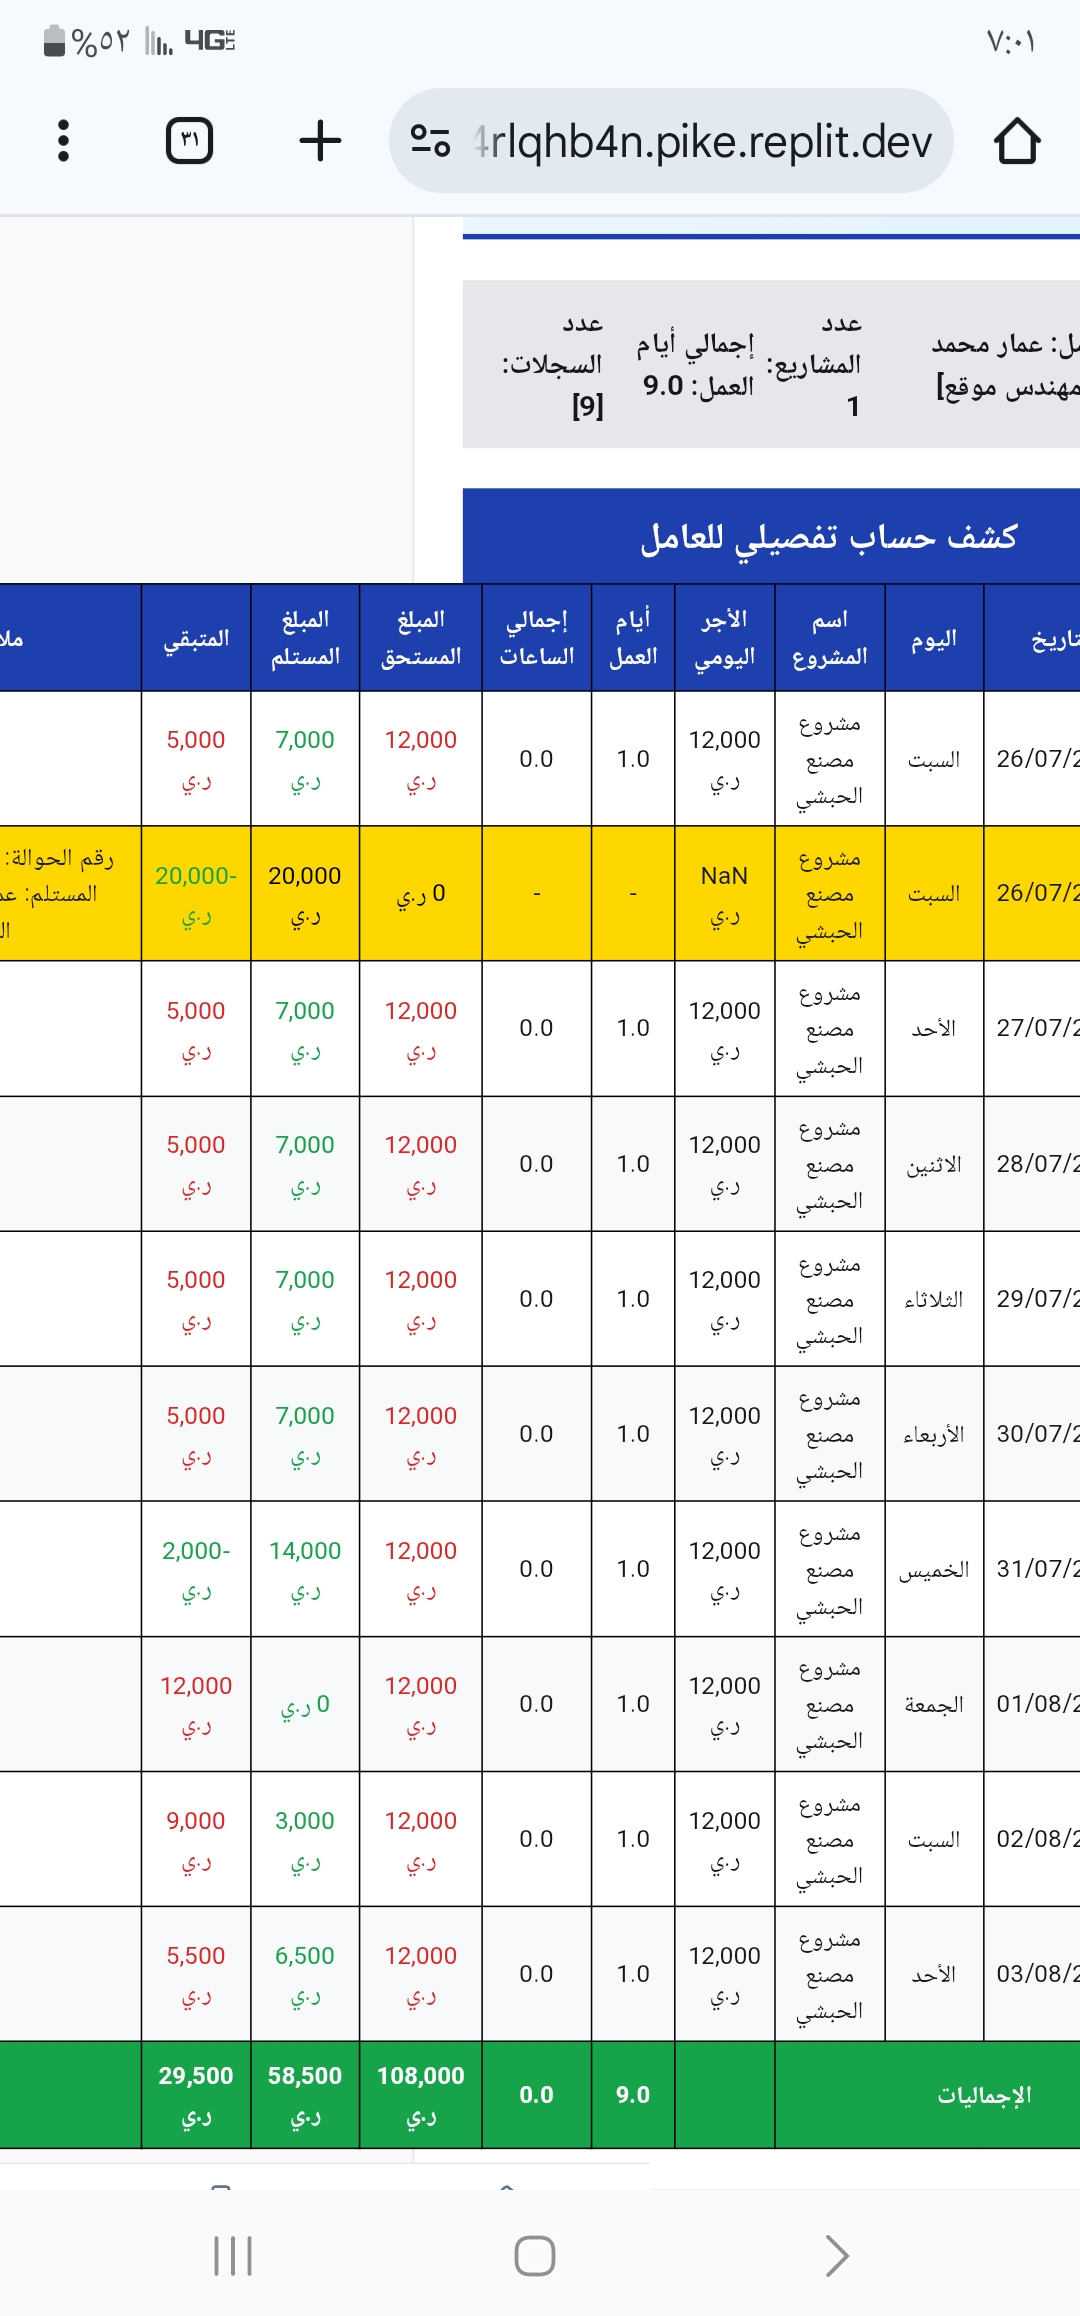 ٧:٠١
4G LTE
%٥٢
rlqhb4n.pike.replit.dev
٣١
عمار محمد
موقع]
عدد
المشاريع:
1
إجمالي أيام
العمل: 9.0
عدد
السجلات:
[9]
كشف حساب تفصيلي للعامل
اليوم
اسم
المشروع
الأجر
اليومي
أيام
العمل
إجمالي
الساعات
المبلغ
المستحق
المبلغ
المستلم
المتبقي
26/07/2
السبت
مشروع
مصنع
الحبشي
12,000
ر.ي
1.0
0.0
12,000
ر.ي
7,000
ر.ي
5,000
ر.ي
26/07/2
السبت
مشروع
مصنع
الحبشي
NaN
ر.ي
-
-
0 ر.ي
20,000
ر.ي
20,000-
ر.ي
رقم الحوالة:
المستلم:
27/07/2
الأحد
مشروع
مصنع
الحبشي
12,000
ر.ي
1.0
0.0
12,000
ر.ي
7,000
ر.ي
5,000
ر.ي
28/07/2
الاثنين
مشروع
مصنع
الحبشي
12,000
ر.ي
1.0
0.0
12,000
ر.ي
7,000
ر.ي
5,000
ر.ي
29/07/2
الثلاثاء
مشروع
مصنع
الحبشي
12,000
ر.ي
1.0
0.0
12,000
ر.ي
7,000
ر.ي
5,000
ر.ي
30/07/2
الأربعاء
مشروع
مصنع
الحبشي
12,000
ر.ي
1.0
0.0
12,000
ر.ي
7,000
ر.ي
5,000
ر.ي
31/07/2
الخميس
مشروع
مصنع
الحبشي
12,000
ر.ي
1.0
0.0
12,000
ر.ي
14,000
ر.ي
2,000-
ر.ي
01/08/2
الجمعة
مشروع
مصنع
الحبشي
12,000
ر.ي
1.0
0.0
12,000
ر.ي
0 ر.ي
12,000
ر.ي
02/08/2
السبت
مشروع
مصنع
الحبشي
12,000
ر.ي
1.0
0.0
12,000
ر.ي
3,000
ر.ي
9,000
ر.ي
03/08/2
الأحد
مشروع
مصنع
الحبشي
12,000
ر.ي
1.0
0.0
12,000
ر.ي
6,500
ر.ي
5,500
ر.ي
الإجماليات
9.0
0.0
108,000
ر.ي
58,500
ر.ي
29,500
ر.ي